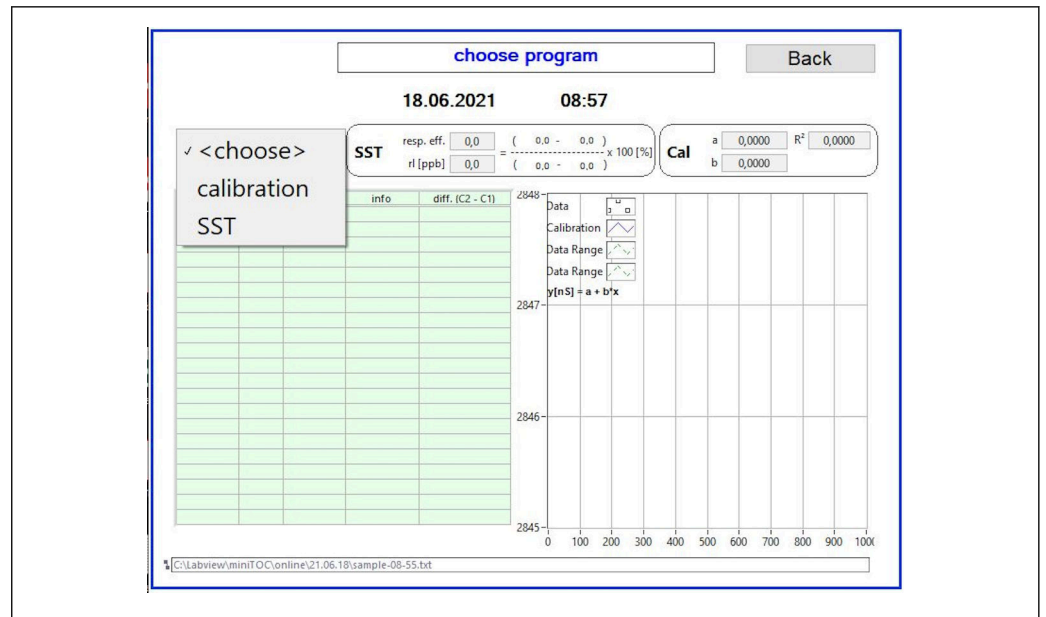 choose program
Back
18.06.2021 08:57
✓ <choose>
calibration
SST
SST resp. eff. 0,0 = ( 0,0 - 0,0 ) x 100 [%]
rl [ppb] 0,0 ( 0,0 - 0,0 )
Cal a 0,0000 R² 0,0000
b 0,0000
info diff. (C2 - C1)
2848
Data
Calibration
Data Range
Data Range
y[nS] = a + b*x
2847
2846
2845
0 100 200 300 400 500 600 700 800 900 1000
C:\Labview\miniTOC\online\21.06.18\sample-08-55.txt